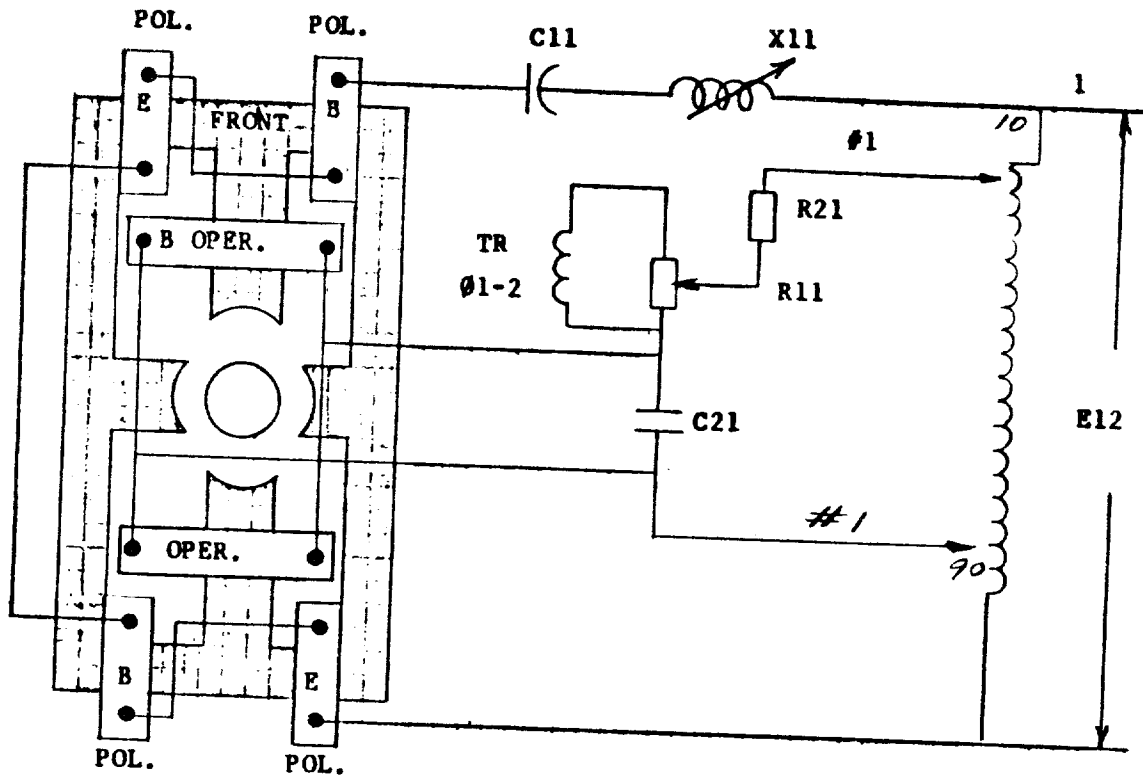 POL.
POL.
C11
X11
1
E
B
FRONT
10
#1
R21
TR
Ø1-2
R11
B OPER.
C21
E12
#1
90
OPER.
B
E
POL.
POL.